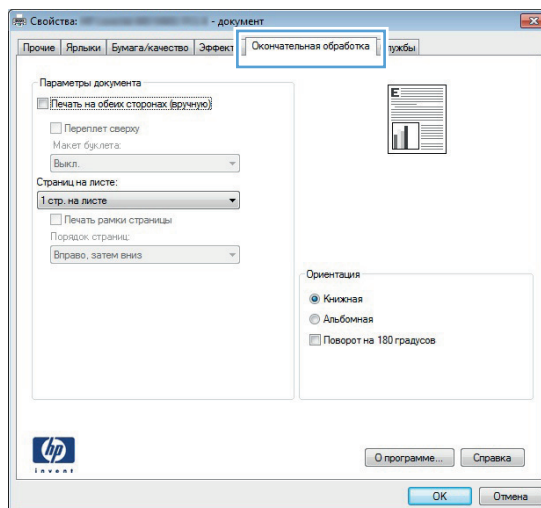 Свойства: - документ
Прочие Ярлыки Бумага/качество Эффект Окончательная обработка лужбы
Параметры документа
Печать на обеих сторонах (вручную)
Переплет сверху
Макет буклета:
Выкл.
Страниц на листе:
1 стр. на листе
Печать рамки страницы
Порядок страниц:
Вправо, затем вниз
E
Ориентация
Книжная
Альбомная
Поворот на 180 градусов
hp
invent
О программе... Справка
OK Отмена